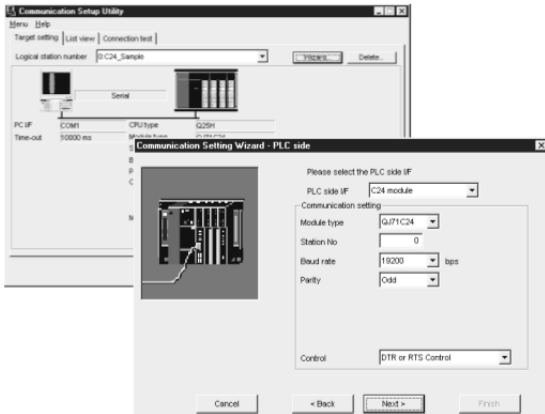 Communication Setup Utility
Menu Help
Target setting List view Connection test
Logical station number 0:C24_Sample Wizard... Delete...
Serial
PC I/F COM1 CPU type Q25H
Time-out 10000 ms Module type QJ71C24
Communication Setting Wizard - PLC side
Please select the PLC side I/F
PLC side I/F C24 module
Communication setting
Module type QJ71C24
Station No 0
Baud rate 19200 bps
Parity Odd
Control DTR or RTS Control
Cancel < Back Next > Finish